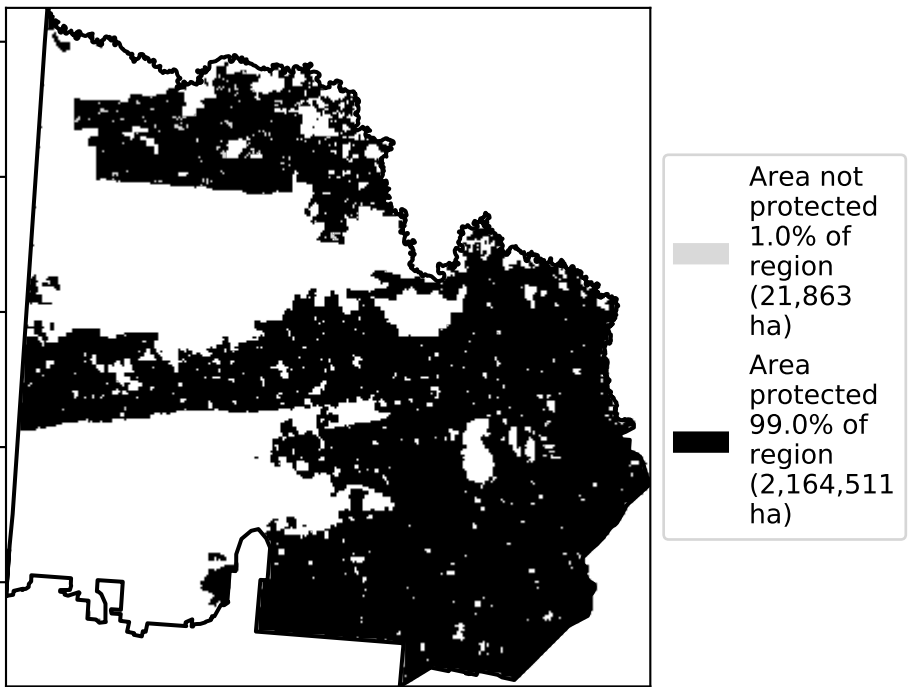 Area not
protected
1.0% of
region
(21,863
ha)
Area
protected
99.0% of
region
(2,164,511
ha)